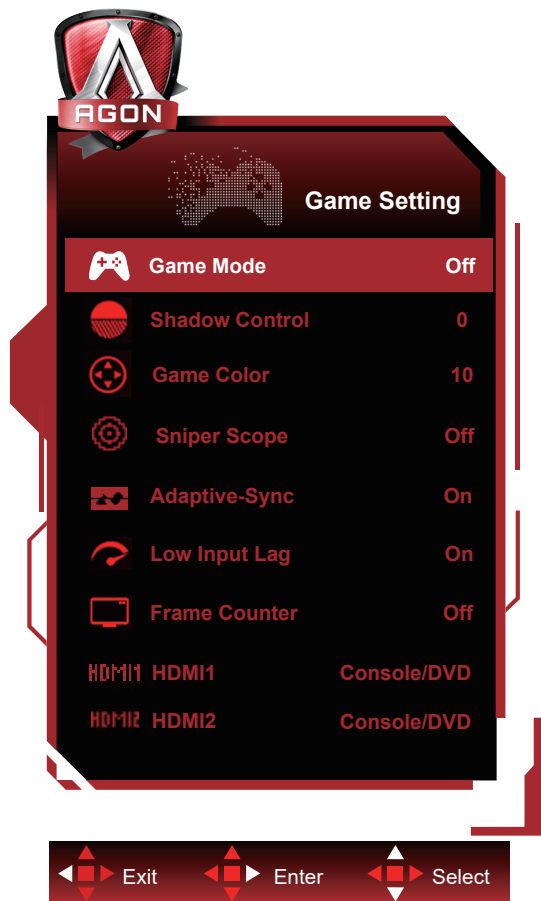 AGON
Game Setting
Game Mode Off
Shadow Control 0
Game Color 10
Sniper Scope Off
Adaptive-Sync On
Low Input Lag On
Frame Counter Off
HDMI1 HDMI1 Console/DVD
HDMI2 HDMI2 Console/DVD
Exit Enter Select